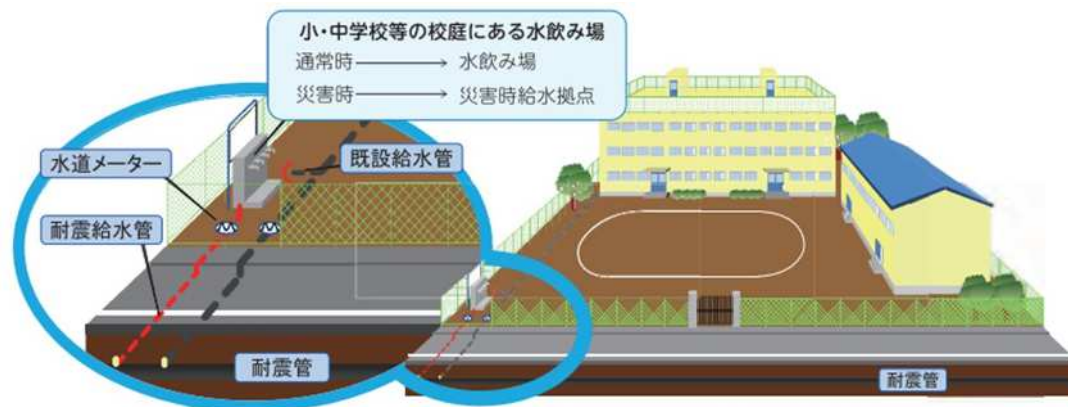 小・中学校等の校庭にある水飲み場
通常時 水飲み場
災害時 災害時給水拠点
水道メーター
既設給水管
耐震給水管
耐震管
耐震管